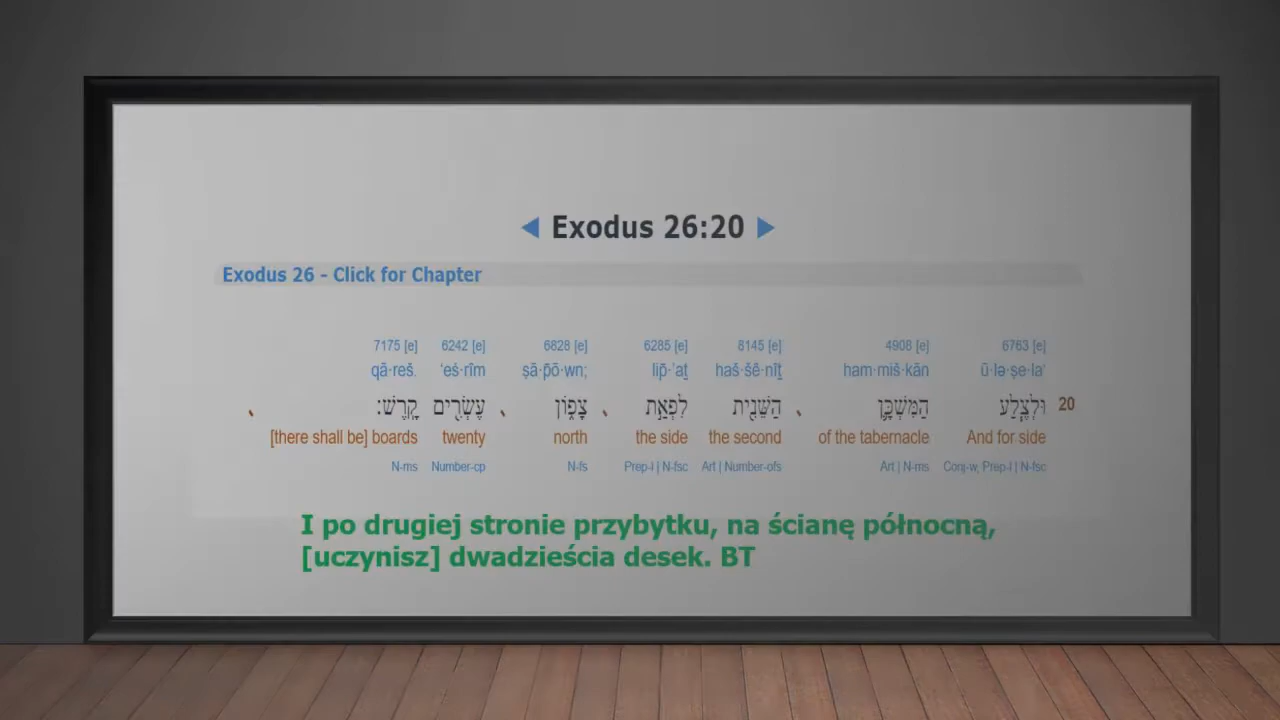 ◄ Exodus 26:20 ►
Exodus 26 - Click for Chapter
7175 [e] 6242 [e] 6828 [e] 6285 [e] 8145 [e] 4908 [e] 6763 [e]
qā·reš. ‘eś·rîm ṣā·p̄ō·wn; lip̄·’aṯ haš·šê·nîṯ ham·miš·kān ū·lə·ṣe·la‘
20 וּלְצֶ֧לַע הַמִּשְׁכָּ֛ן הַשֵּׁנִ֖ית לִפְאַ֣ת צָפ֑וֹן עֶשְׂרִ֖ים קָֽרֶשׁ׃
[there shall be] boards twenty north the side the second of the tabernacle And for side
N-ms Number-cp N-fs Prep-l | N-fsc Art | Number-ofs Art | N-ms Conj-w, Prep-l | N-fsc
I po drugiej stronie przybytku, na ścianę północną,
[uczynisz] dwadzieścia desek. BT